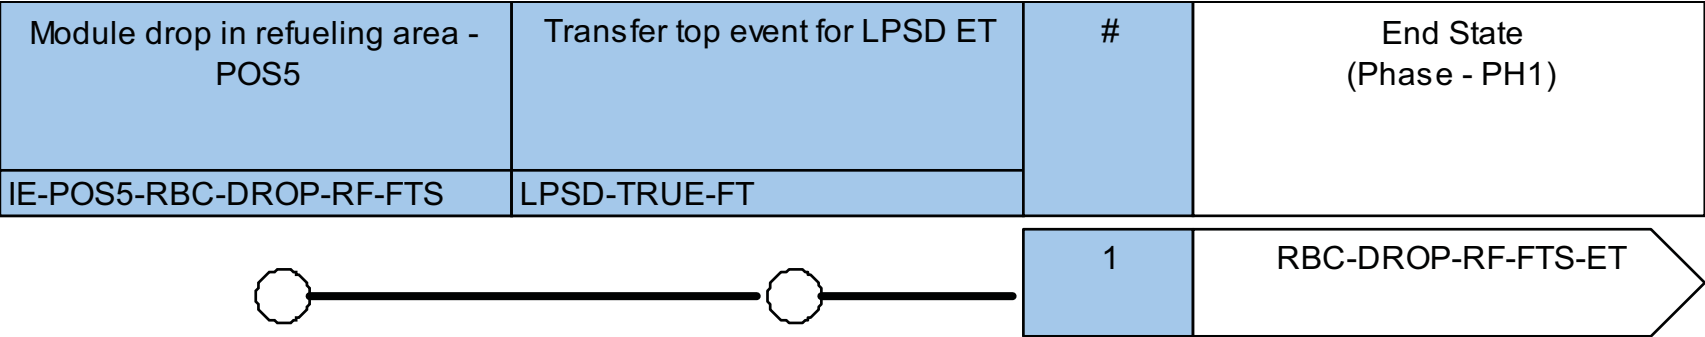 Module drop in refueling area -
POS5
Transfer top event for LPSD ET
#
End State
(Phase - PH1)
IE-POS5-RBC-DROP-RF-FTS
LPSD-TRUE-FT
1
RBC-DROP-RF-FTS-ET